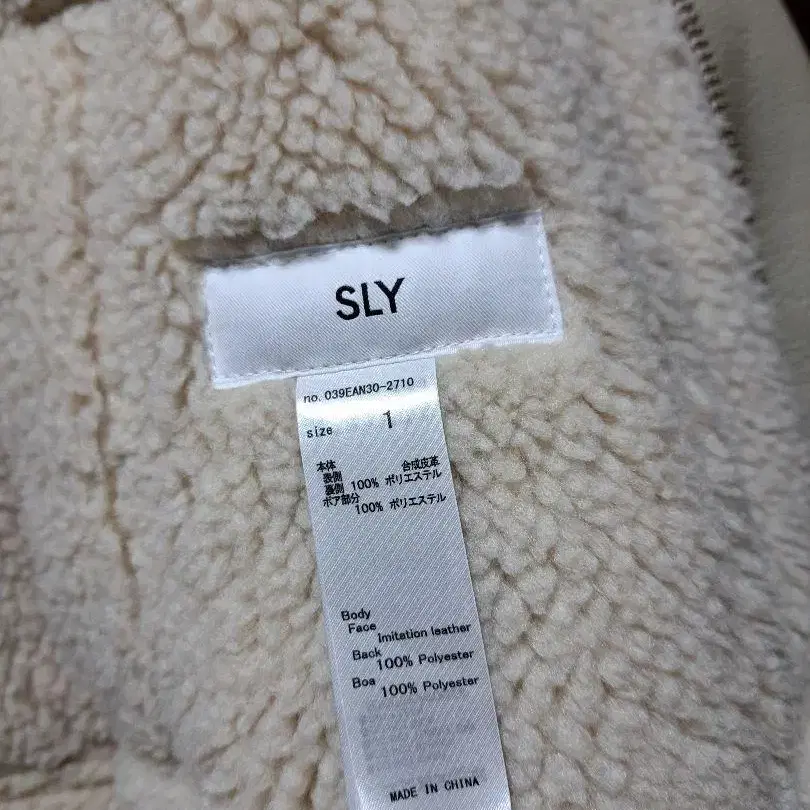 SLY
no. 039EAN30-2710
size 1
本体
表側 合成皮革
裏側 100% ポリエステル
ボア部分
100% ポリエステル
Body
Face
Imitation leather
Back
100% Polyester
Boa
100% Polyester
MADE IN CHINA